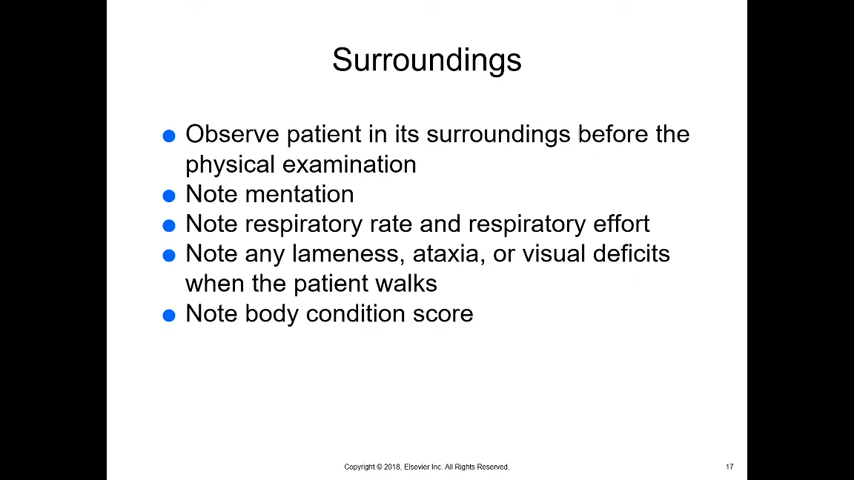 Surroundings
Observe patient in its surroundings before the
physical examination
Note mentation
Note respiratory rate and respiratory effort
Note any lameness, ataxia, or visual deficits
when the patient walks
Note body condition score
Copyright © 2018, Elsevier Inc. All Rights Reserved.
17